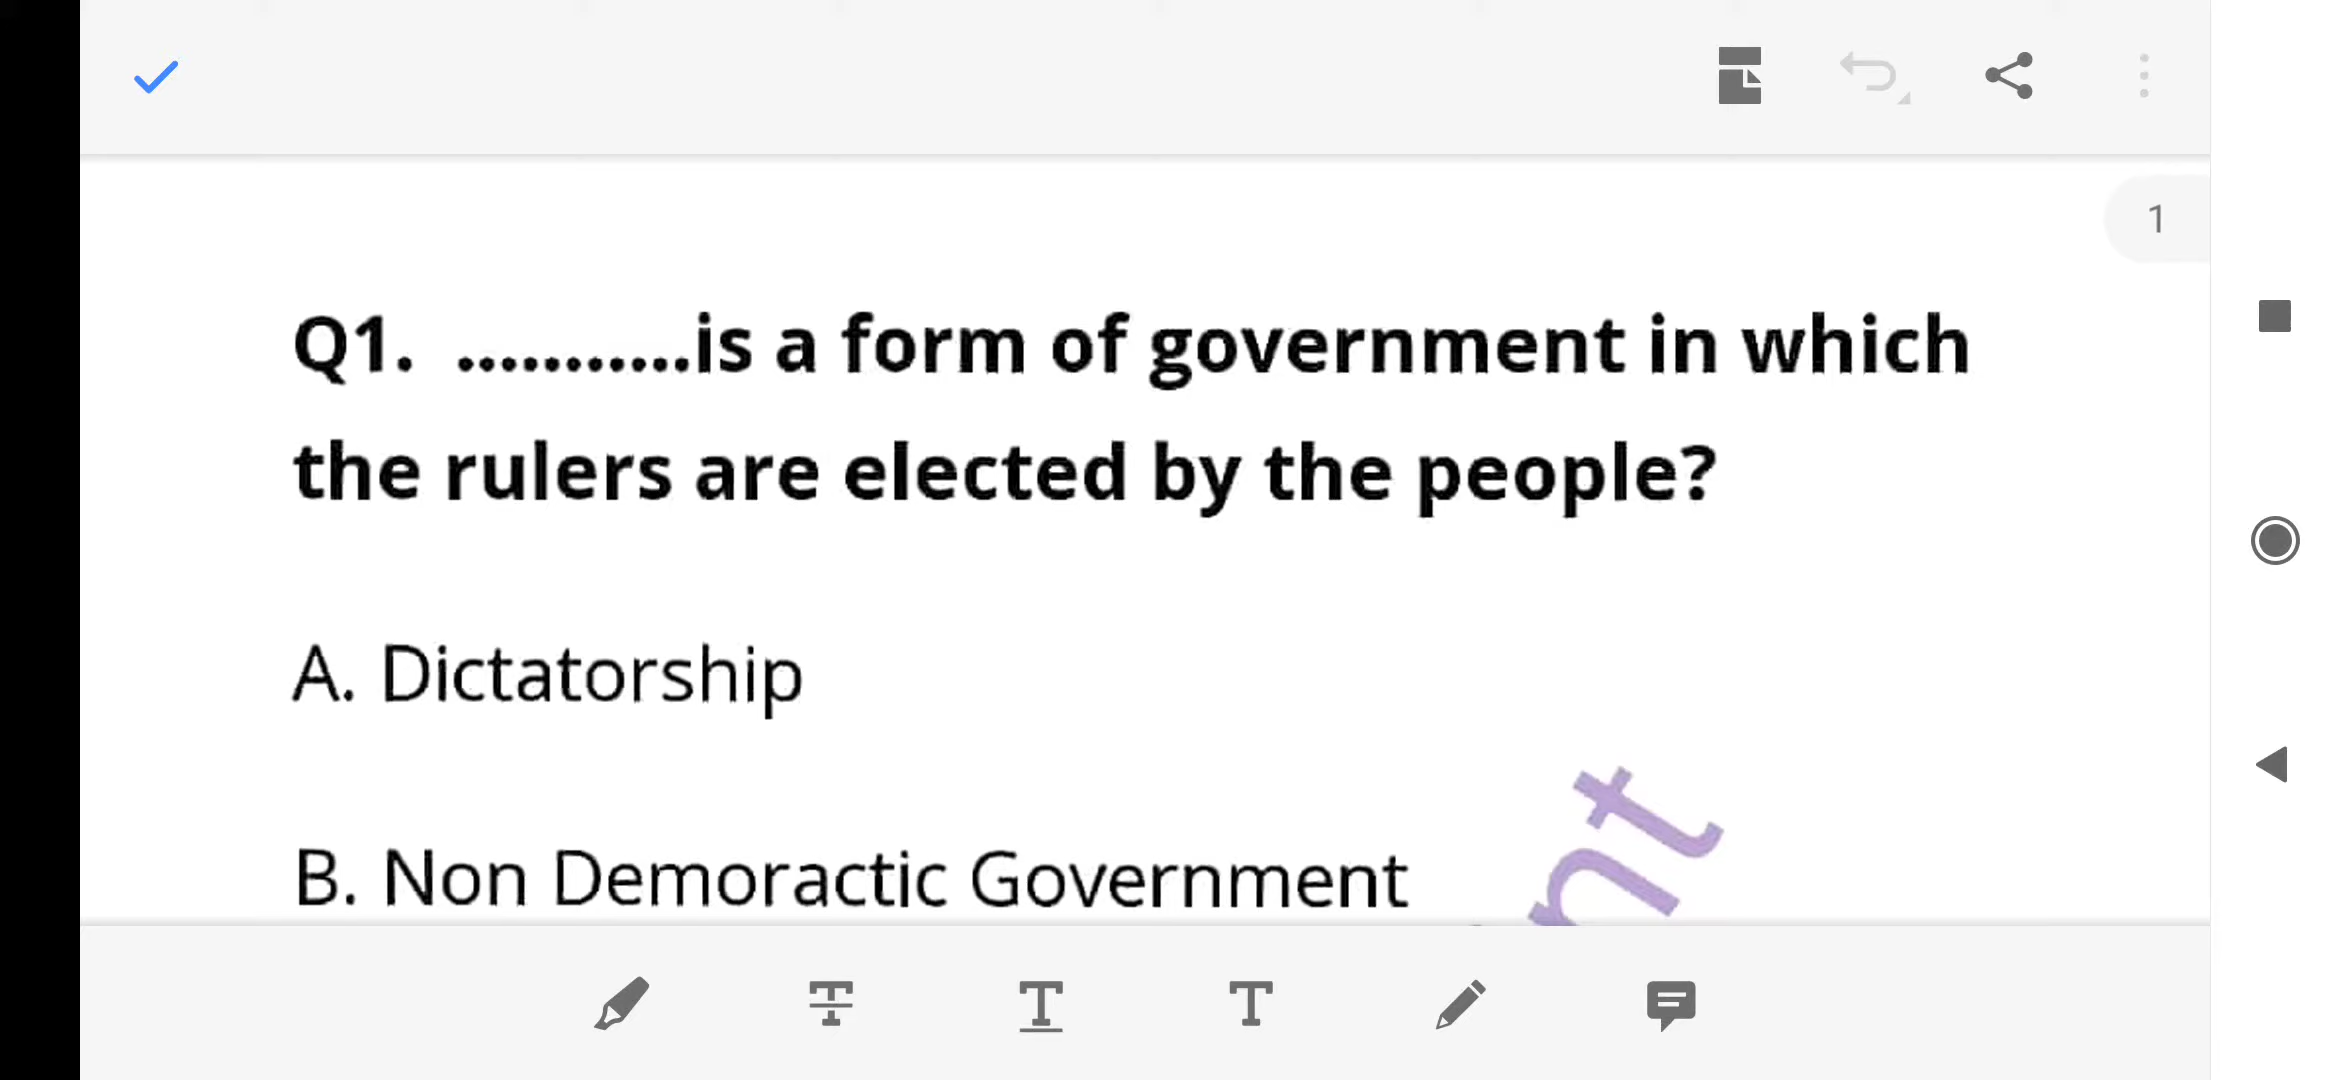 1
Q1. ...........is a form of government in which
the rulers are elected by the people?
A. Dictatorship
B. Non Demoractic Government
nt